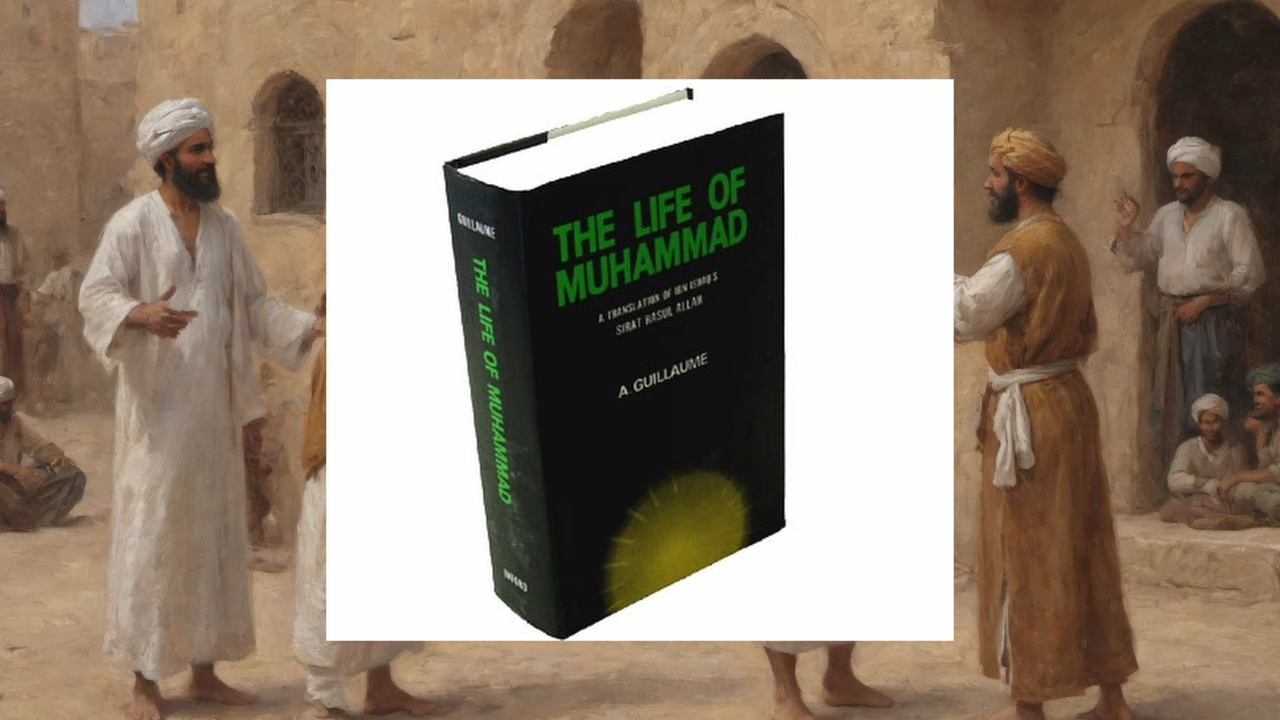 GUILLAUME
THE LIFE OF MUHAMMAD
OXFORD
THE LIFE OF
MUHAMMAD
A TRANSLATION OF IBN ISHAQ'S
SIRAT RASUL ALLAH
A. GUILLAUME